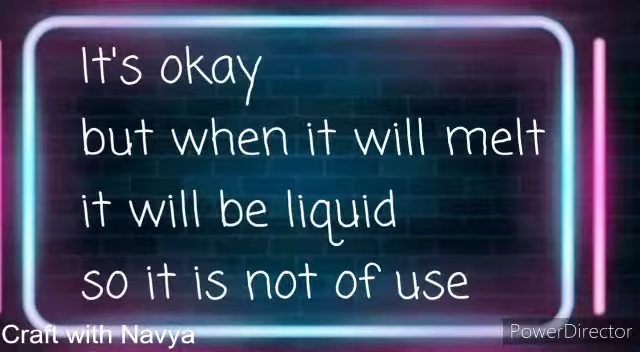 It's okay
but when it will melt
it will be liquid
so it is not of use
Craft with Navya
PowerDirector